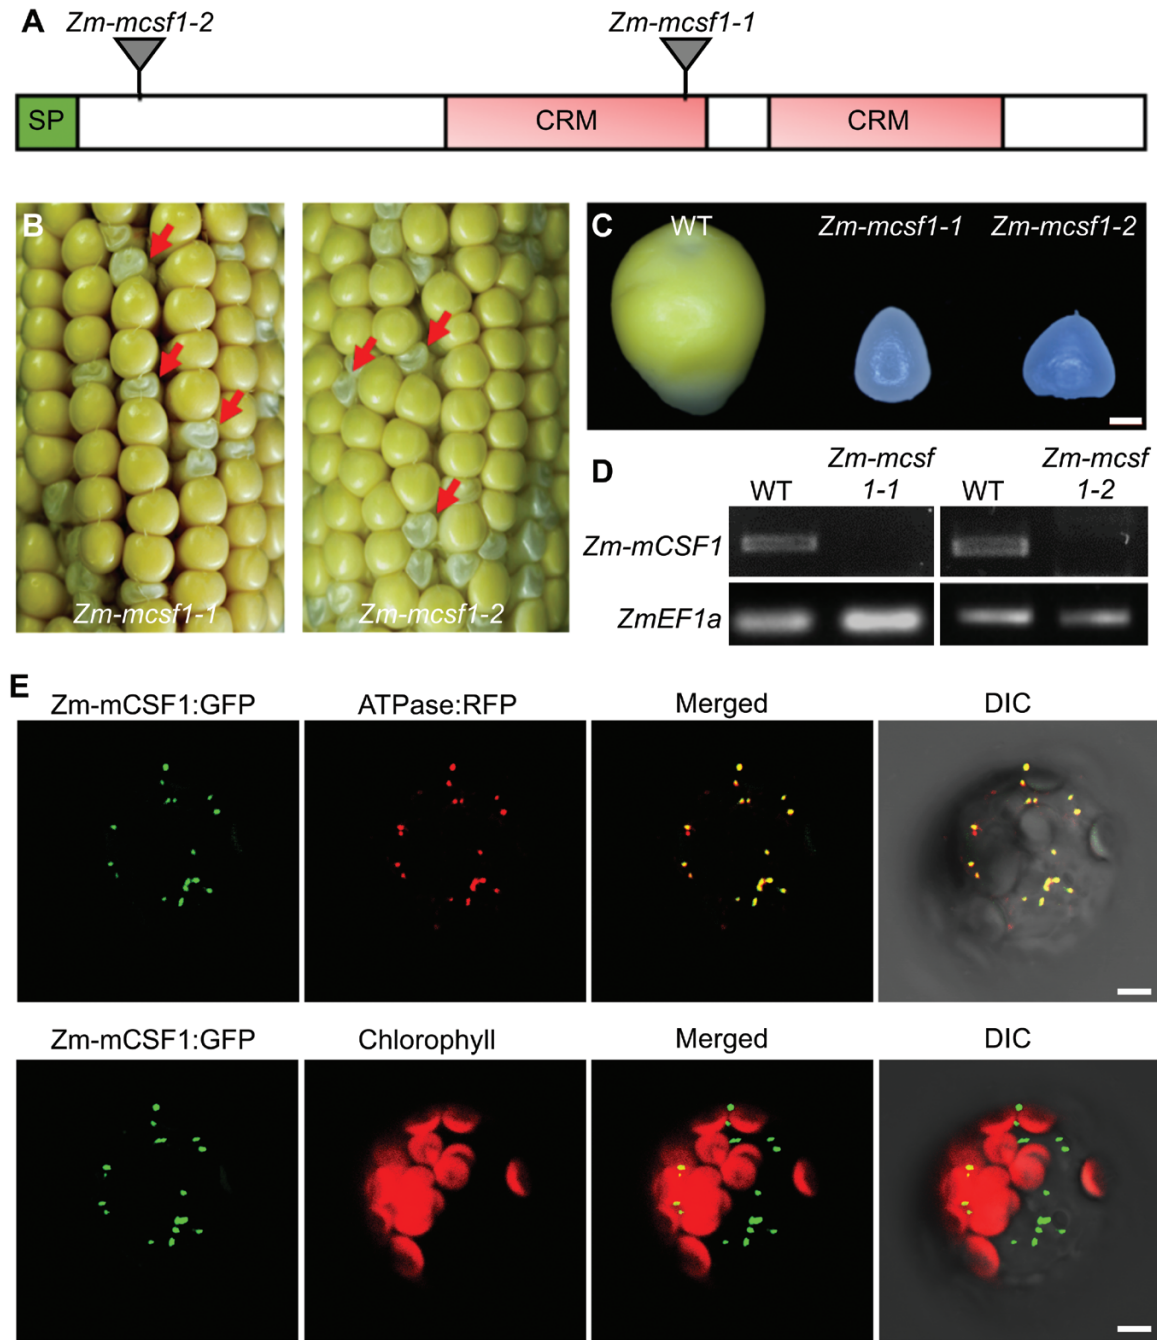 A
Zm-mcsf1-2
Zm-mcsf1-1
SP
CRM
CRM
B
Zm-mcsf1-1
Zm-mcsf1-2
C
WT
Zm-mcsf1-1
Zm-mcsf1-2
D
WT
Zm-mcsf
1-1
WT
Zm-mcsf
1-2
Zm-mCSF1
ZmEF1a
E
Zm-mCSF1:GFP
ATPase:RFP
Merged
DIC
Zm-mCSF1:GFP
Chlorophyll
Merged
DIC